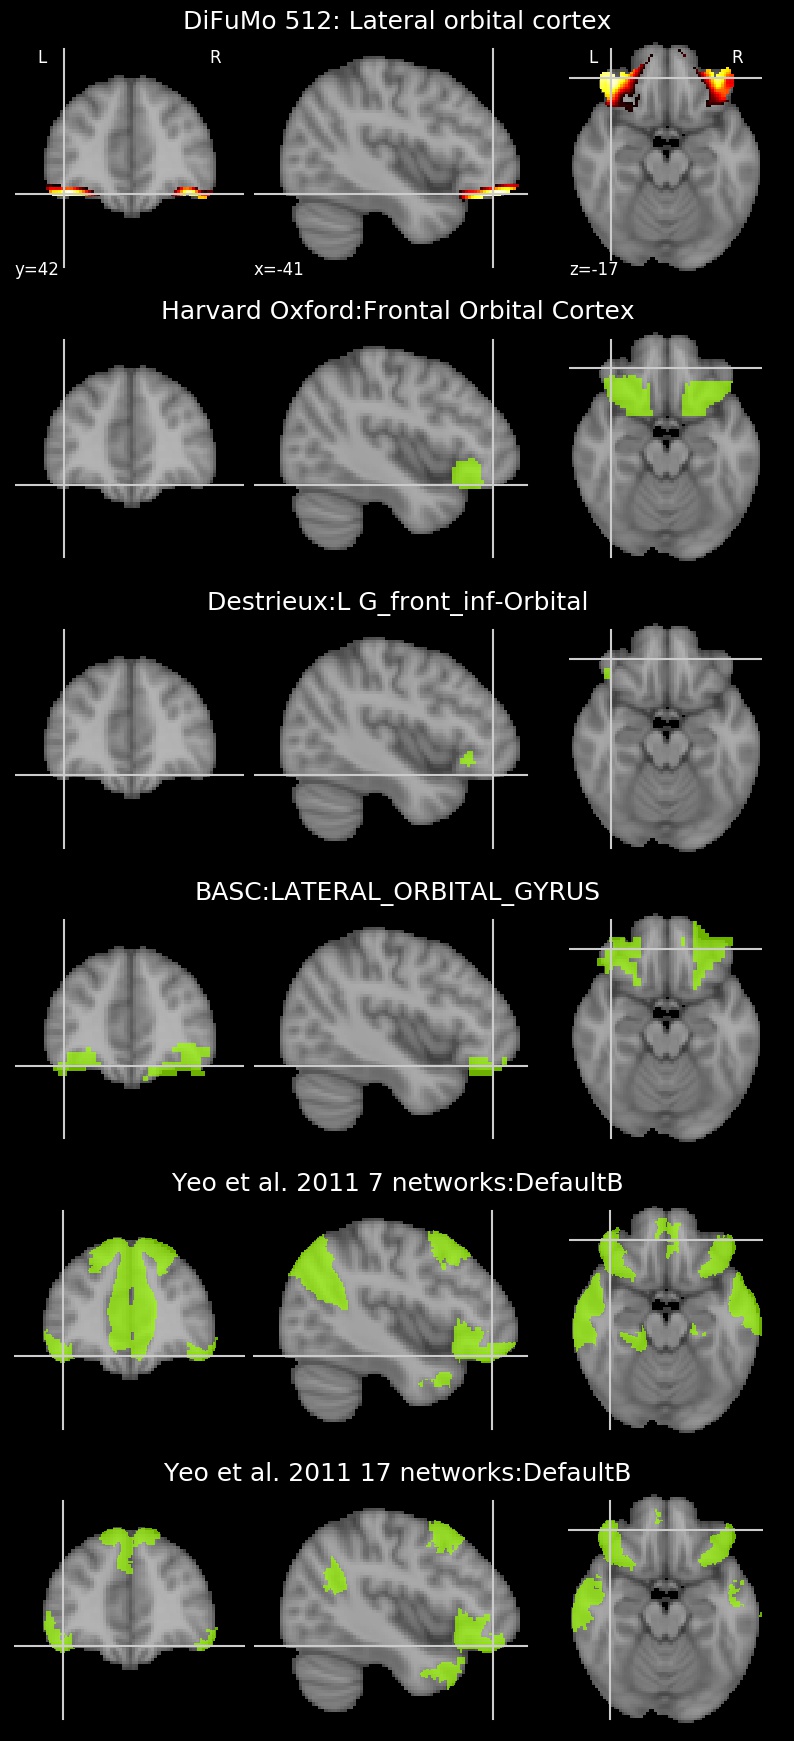 DiFuMo 512: Lateral orbital cortex
L R L R
y=42 x=-41 z=-17
Harvard Oxford:Frontal Orbital Cortex
Destrieux:L G_front_inf-Orbital
BASC:LATERAL_ORBITAL_GYRUS
Yeo et al. 2011 7 networks:DefaultB
Yeo et al. 2011 17 networks:DefaultB